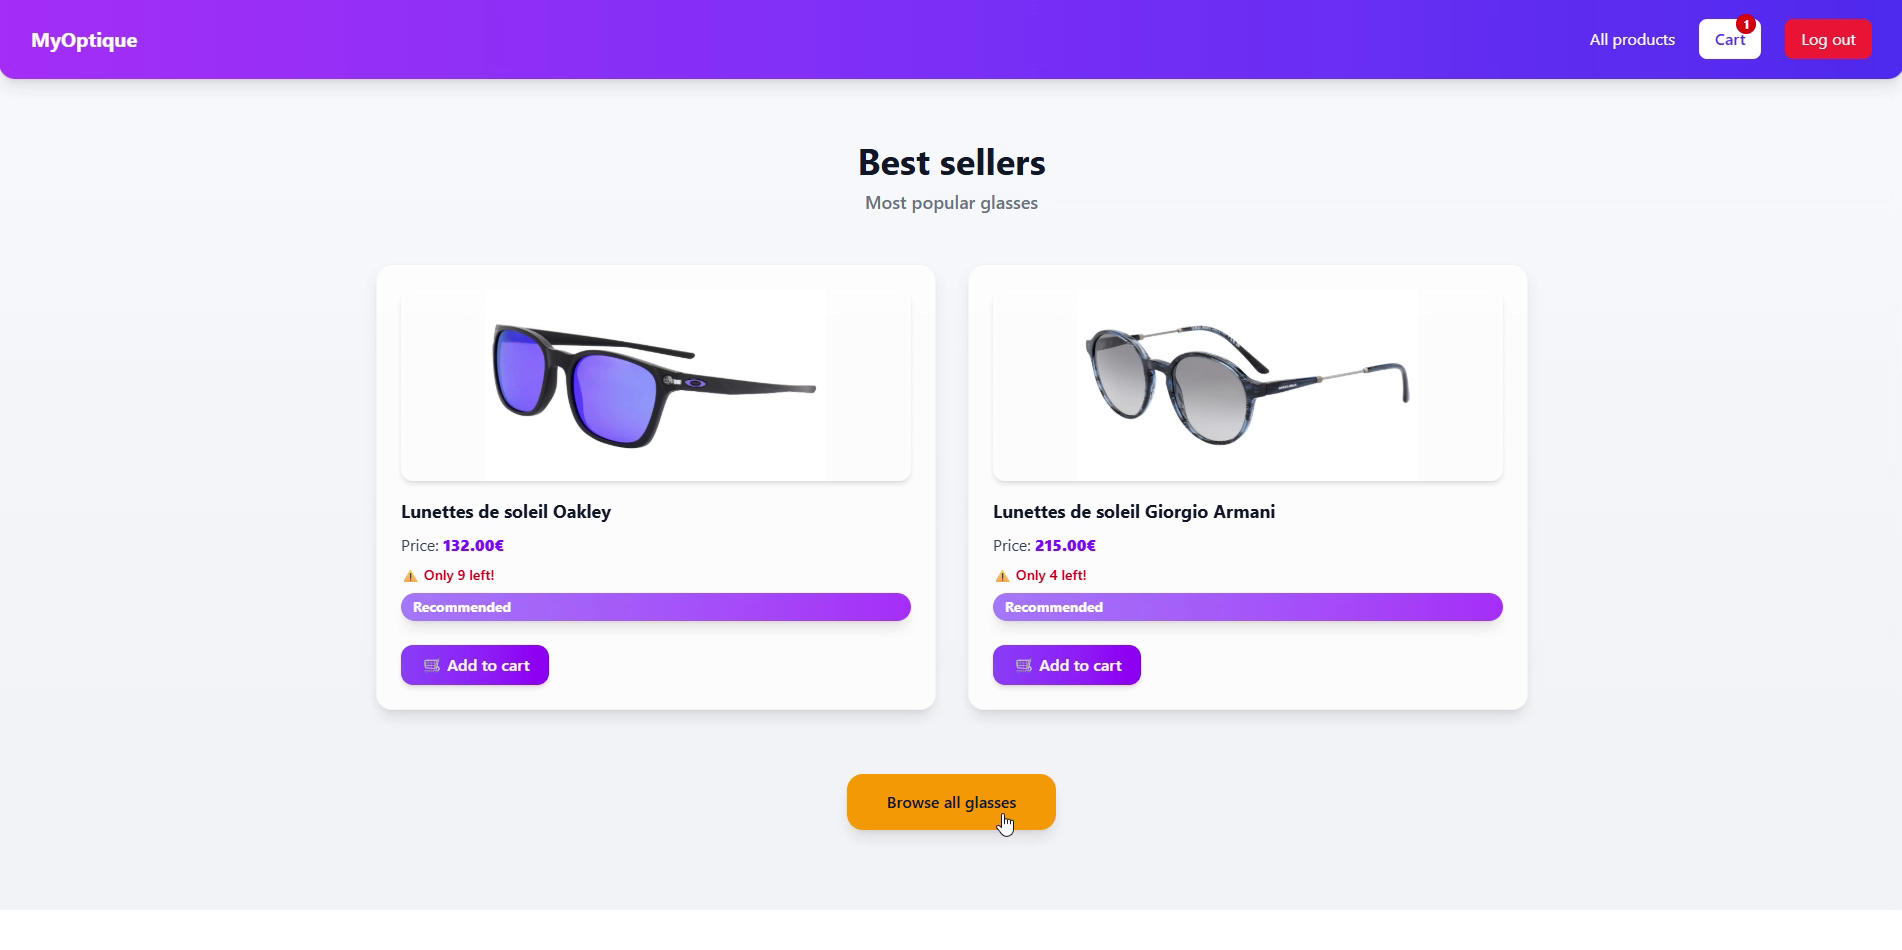 MyOptique
All products
Cart
1
Log out
Best sellers
Most popular glasses
Lunettes de soleil Oakley
Price: 132.00€
⚠️ Only 9 left!
Recommended
🛒 Add to cart
Lunettes de soleil Giorgio Armani
Price: 215.00€
⚠️ Only 4 left!
Recommended
🛒 Add to cart
Browse all glasses